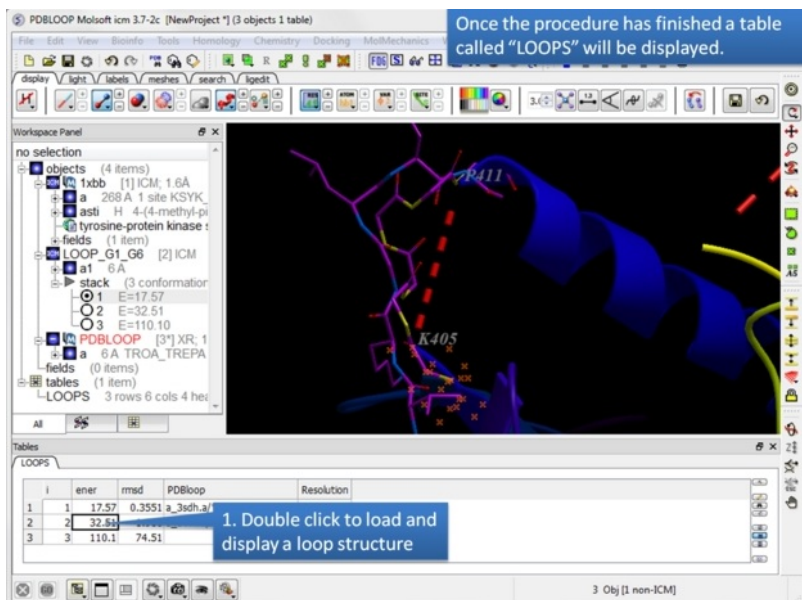 PDBLOOP Molsoft icm 3.7-2c [NewProject *] (3 objects 1 table)
Once the procedure has finished a table
called “LOOPS” will be displayed.
File Edit View Bioinfo Tools Homology Chemistry Docking MolMechanics
display light labels meshes search ligedit
Workspace Panel
no selection
objects (4 items)
1xbb [1] ICM; 1.6Å
a 268 A 1 site KSYK_
asti H 4-(4-methyl-pi
tyrosine-protein kinase s
fields (1 item)
LOOP_G1_G6 [2] ICM
a1 6 A
stack (3 conformation
1 E=17.57
2 E=32.51
3 E=110.10
PDBLOOP [3*] XR; 1
a 6 A TROA_TREPA
fields (0 items)
tables (1 item)
LOOPS 3 rows 6 cols 4 hea
All
P411
K405
Tables
LOOPS
i ener rmsd PDBloop Resolution
1 1 17.57 0.3551 a_3sdh.a/
2 2 32.51
3 3 110.1 74.51
1. Double click to load and
display a loop structure
3 Obj [1 non-ICM]